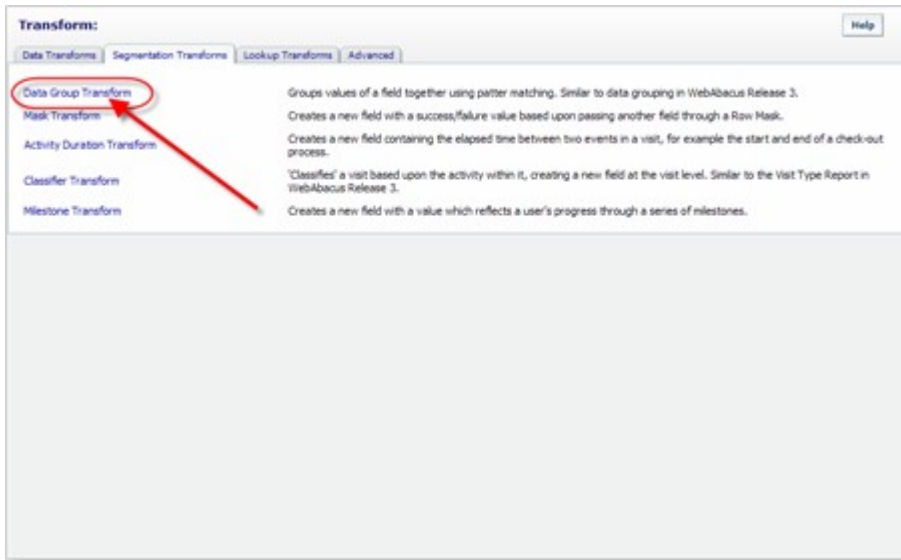 Transform:
Help
Data Transforms Segmentation Transforms Lookup Transforms Advanced
Data Group Transform Groups values of a field together using patter matching. Similar to data grouping in WebAbacus Release 3.
Mask Transform Creates a new field with a success/failure value based upon passing another field through a Row Mask.
Activity Duration Transform Creates a new field containing the elapsed time between two events in a visit, for example the start and end of a check-out
process.
Classifier Transform 'Classifies' a visit based upon the activity within it, creating a new field at the visit level. Similar to the Visit Type Report in
WebAbacus Release 3.
Milestone Transform Creates a new field with a value which reflects a user's progress through a series of milestones.